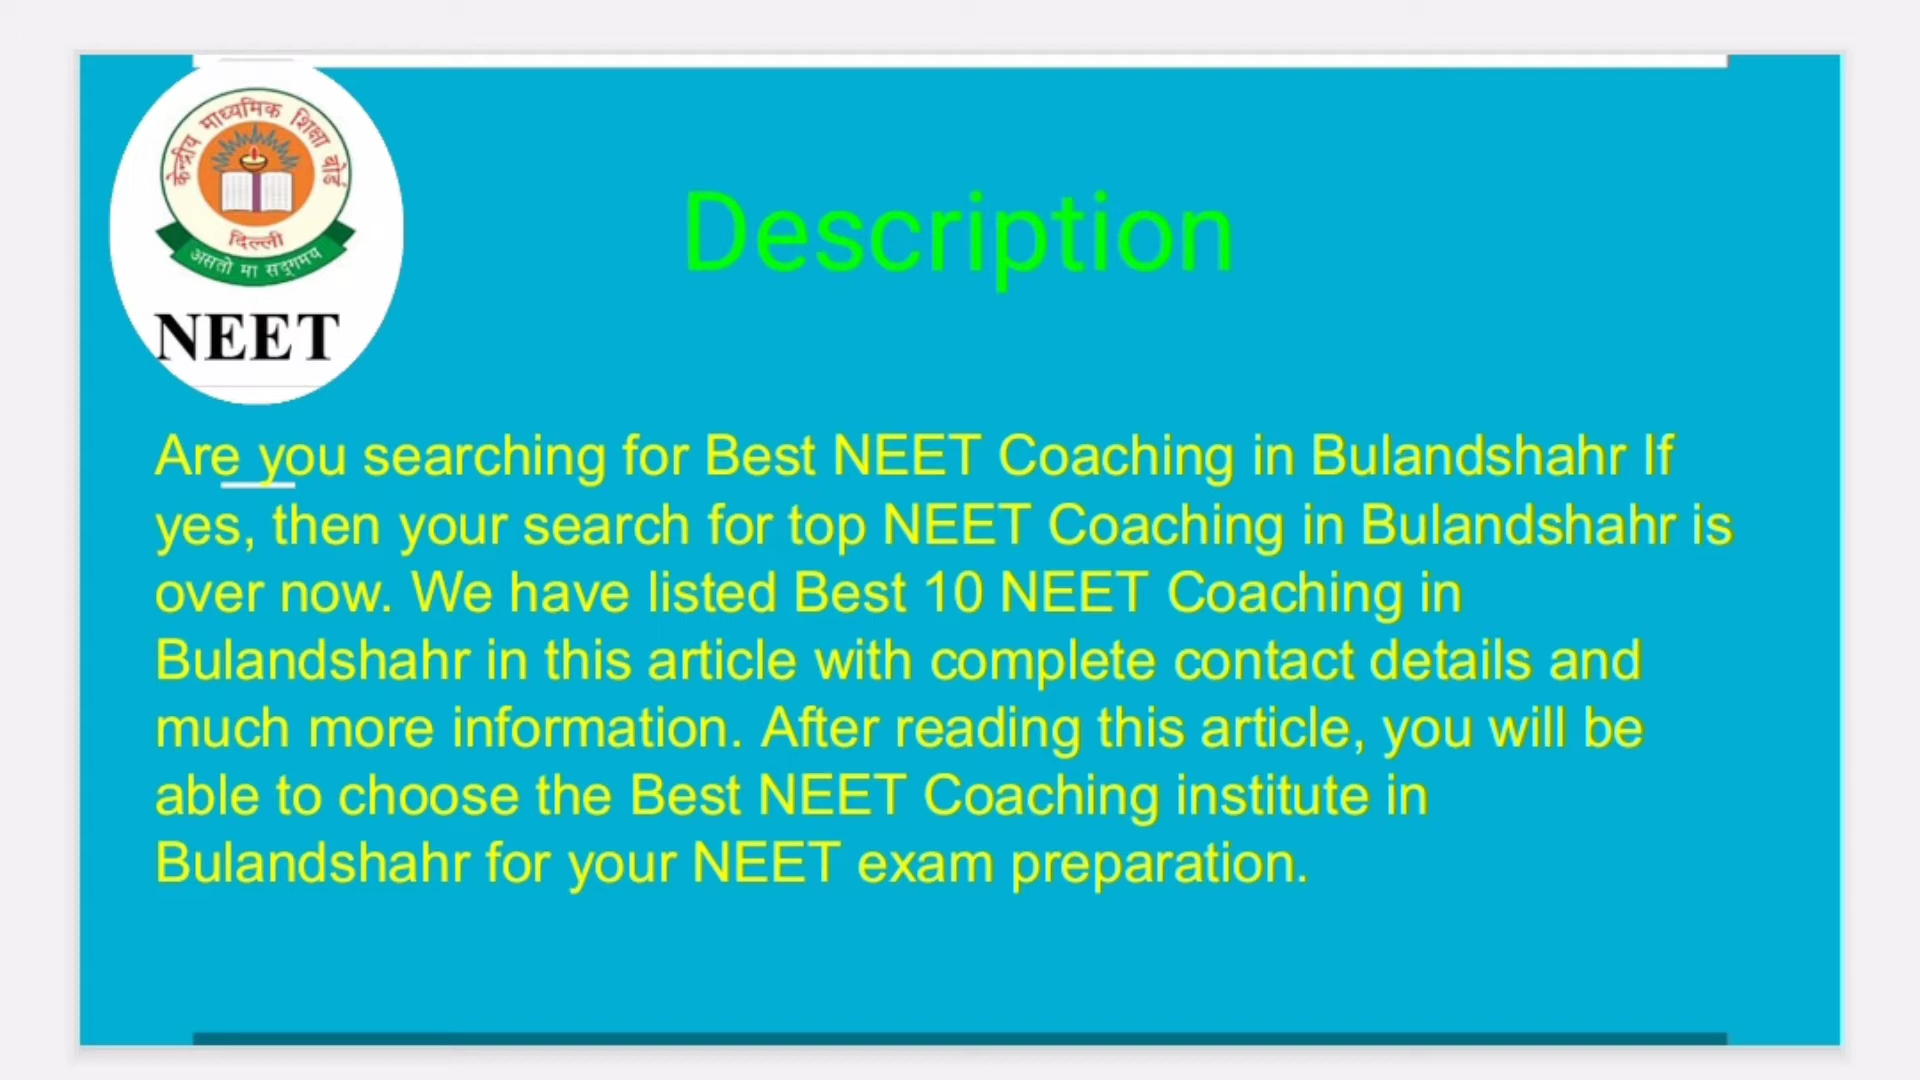 केन्द्रीय माध्यमिक शिक्षा बोर्ड
दिल्ली
असतो मा सद्गमय
NEET
Description
Are you searching for Best NEET Coaching in Bulandshahr If
yes, then your search for top NEET Coaching in Bulandshahr is
over now. We have listed Best 10 NEET Coaching in
Bulandshahr in this article with complete contact details and
much more information. After reading this article, you will be
able to choose the Best NEET Coaching institute in
Bulandshahr for your NEET exam preparation.